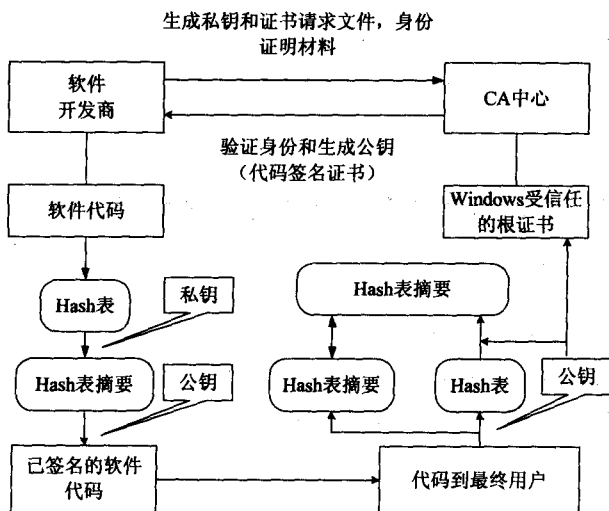 生成私钥和证书请求文件，身份
证明材料
软件
开发商
CA中心
验证身份和生成公钥
（代码签名证书）
软件代码
Windows受信任
的根证书
Hash表
私钥
Hash表摘要
Hash表摘要
公钥
Hash表摘要
Hash表
公钥
已签名的软件
代码
代码到最终用户